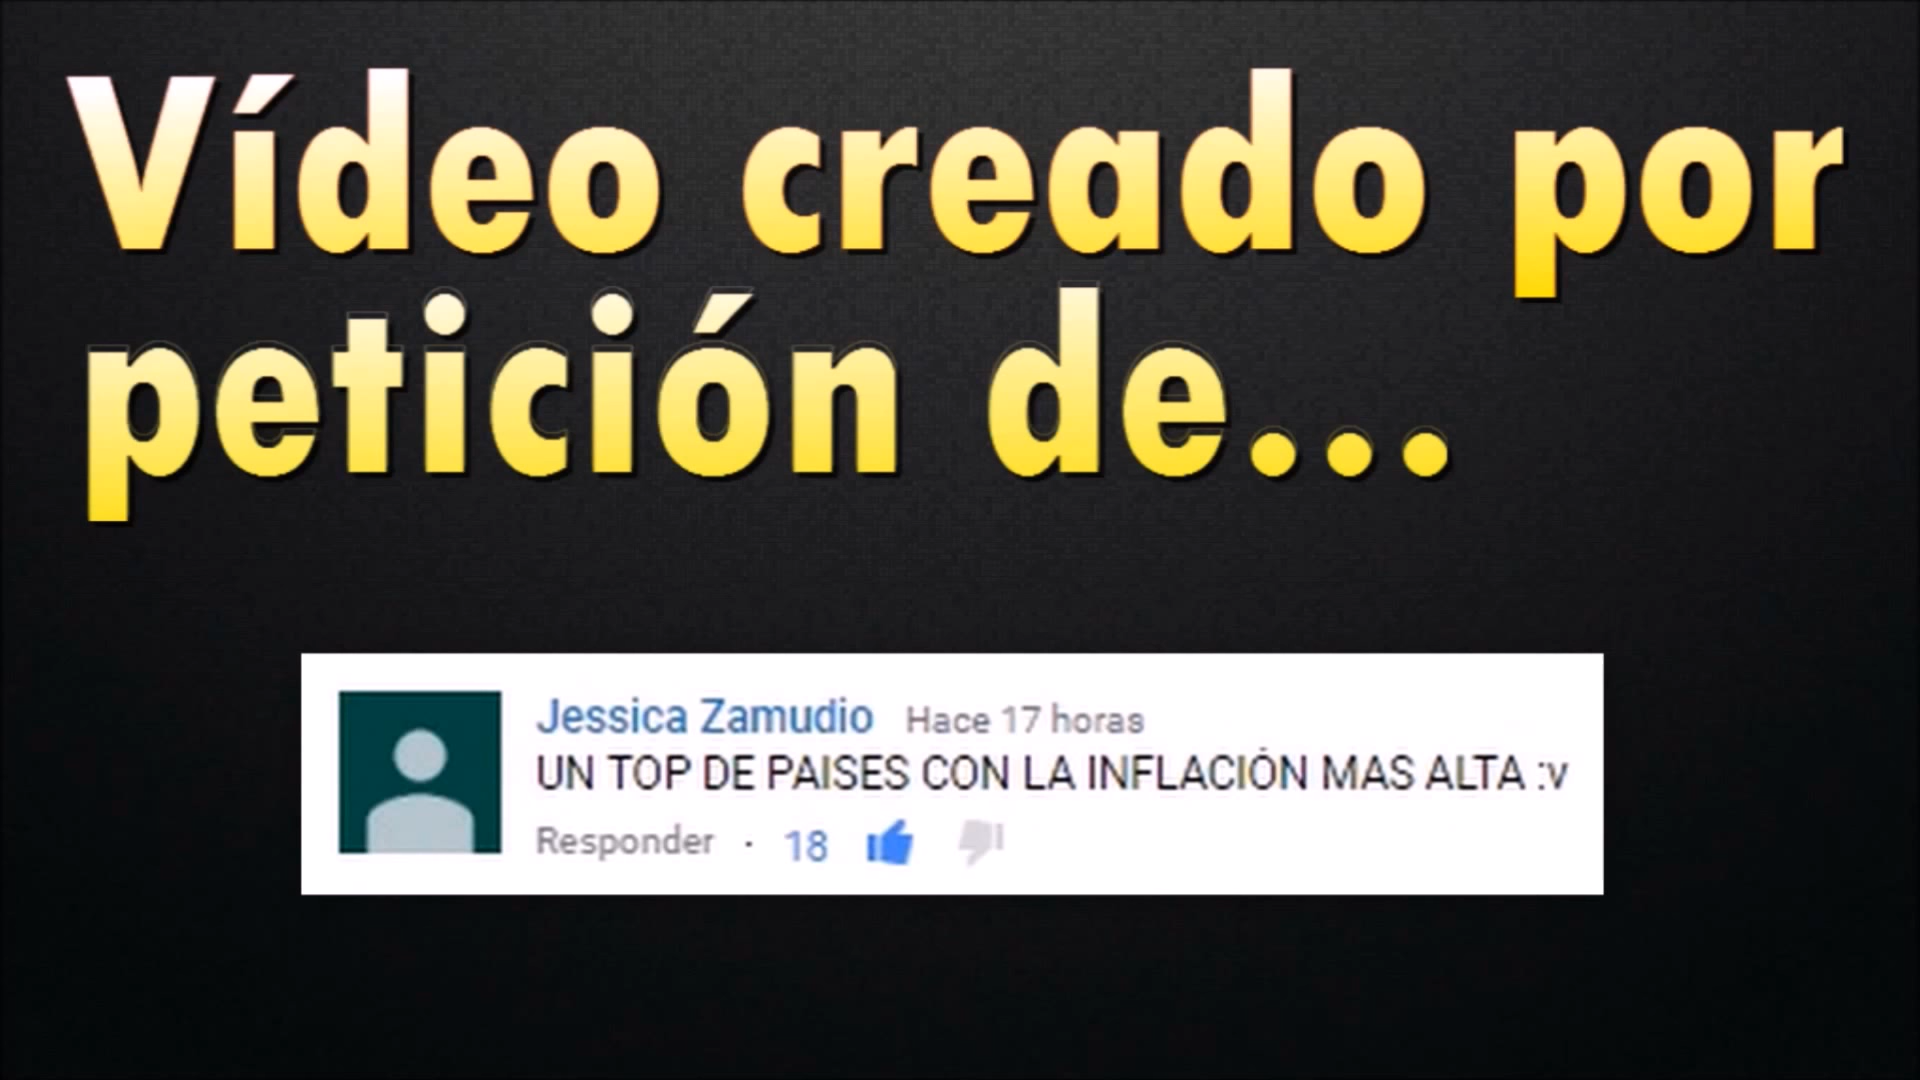 Vídeo creado por
petición de...
Jessica Zamudio Hace 17 horas
UN TOP DE PAISES CON LA INFLACIÓN MAS ALTA :v
Responder · 18